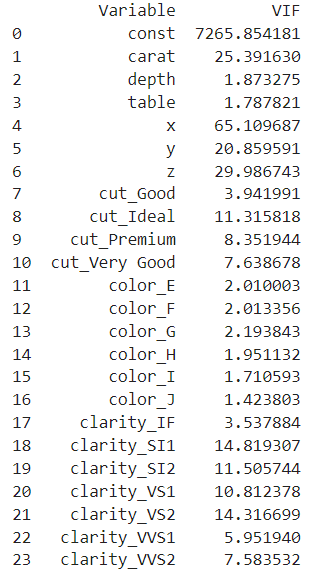 Variable VIF
0 const 7265.854181
1 carat 25.391630
2 depth 1.873275
3 table 1.787821
4 x 65.109687
5 y 20.859591
6 z 29.986743
7 cut_Good 3.941991
8 cut_Ideal 11.315818
9 cut_Premium 8.351944
10 cut_Very Good 7.638678
11 color_E 2.010003
12 color_F 2.013356
13 color_G 2.193843
14 color_H 1.951132
15 color_I 1.710593
16 color_J 1.423803
17 clarity_IF 3.537884
18 clarity_SI1 14.819307
19 clarity_SI2 11.505744
20 clarity_VS1 10.812378
21 clarity_VS2 14.316699
22 clarity_VVS1 5.951940
23 clarity_VVS2 7.583532